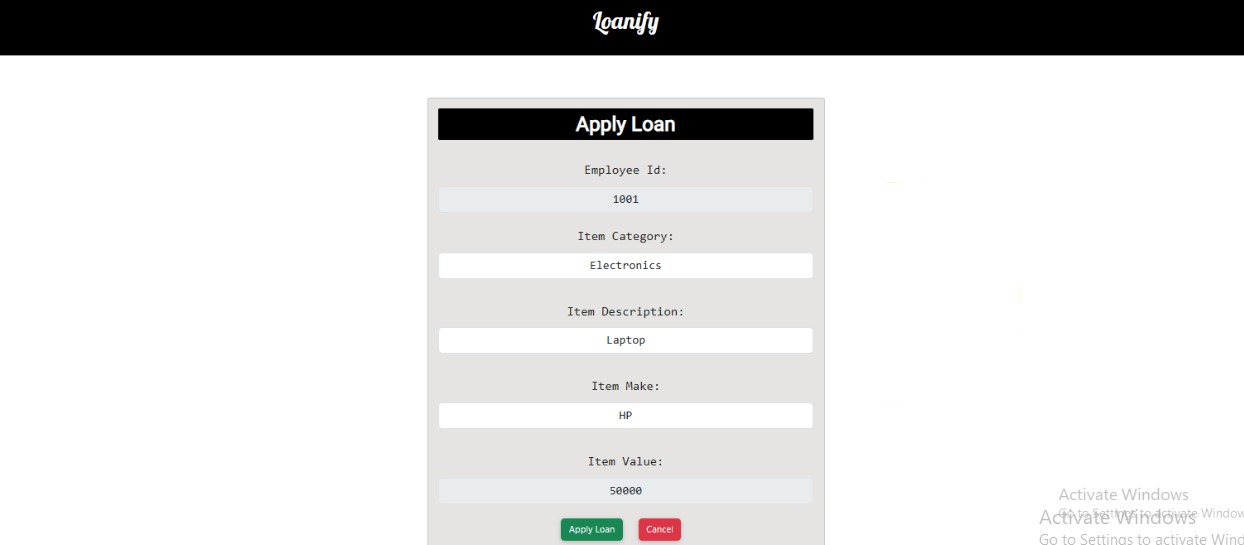 Loanify
Apply Loan
Employee Id:
1001
Item Category:
Electronics
Item Description:
Laptop
Item Make:
HP
Item Value:
50000
Apply Loan
Cancel
Activate Windows
Go to Settings to activate Window
Activate Windows
Go to Settings to activate Wind